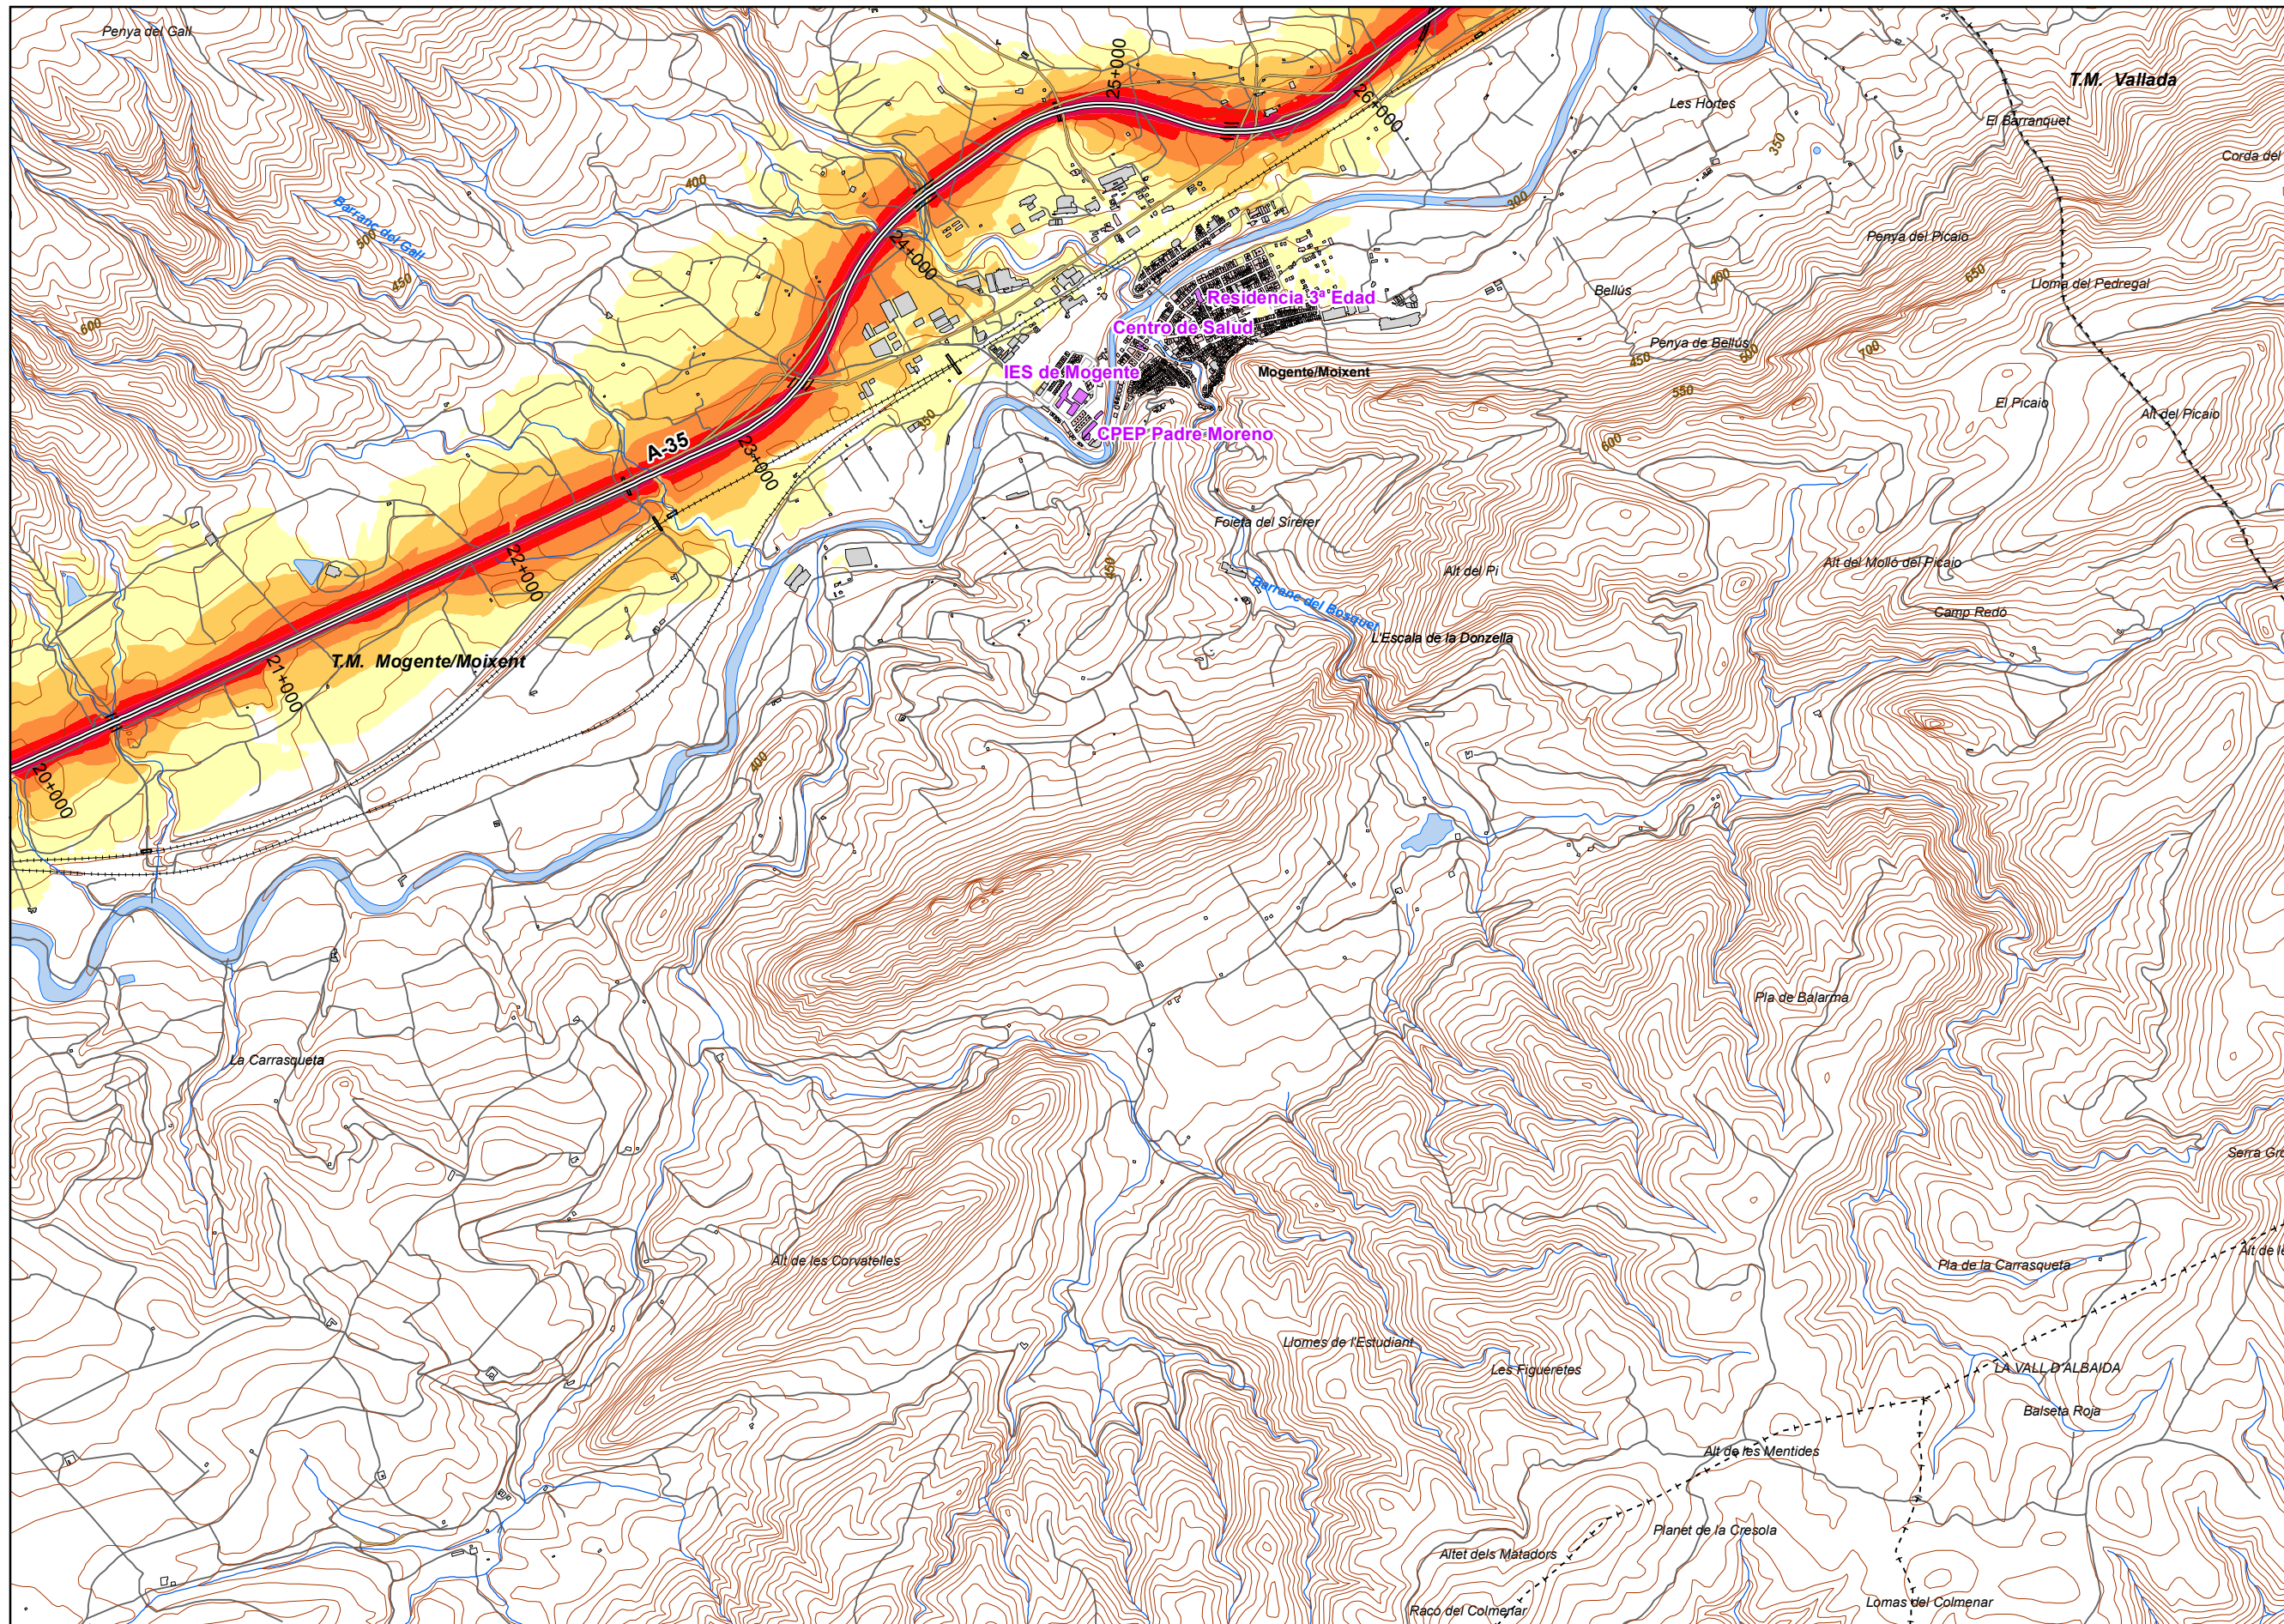 Penya del Gall
T.M. Vallada
25+000
26+000
Les Hortes
El Barranquet
350
Corda del
400
Barranc del Gall
500
450
300
24+000
Penya del Picaio
650
400
Lloma del Pedregal
Bellús
Residencia 3ª Edad
Centro de Salud
600
Penya de Bellús
450
500
700
IES de Mogente
Mogente/Moixent
550
El Picaio
Alt del Picaio
350
CPEP Padre Moreno
A-35
23+000
600
Foieta del Sirerer
22+000
450
Alt del Pi
Alt del Molló del Picaio
Barranc del Bosquet
Camp Redó
L'Escala de la Donzella
T.M. Mogente/Moixent
21+000
400
20+000
Pla de Balarma
La Carrasqueta
Serra Gro
Alt de les Corvatelles
Alt de le
Pla de la Carrasqueta
Llomes de l'Estudiant
Les Figueretes
LA VALL D'ALBAIDA
Balseta Roja
Alt de les Mentides
Planet de la Cresola
Altet dels Matadors
Racó del Colmenar
Lomas del Colmenar